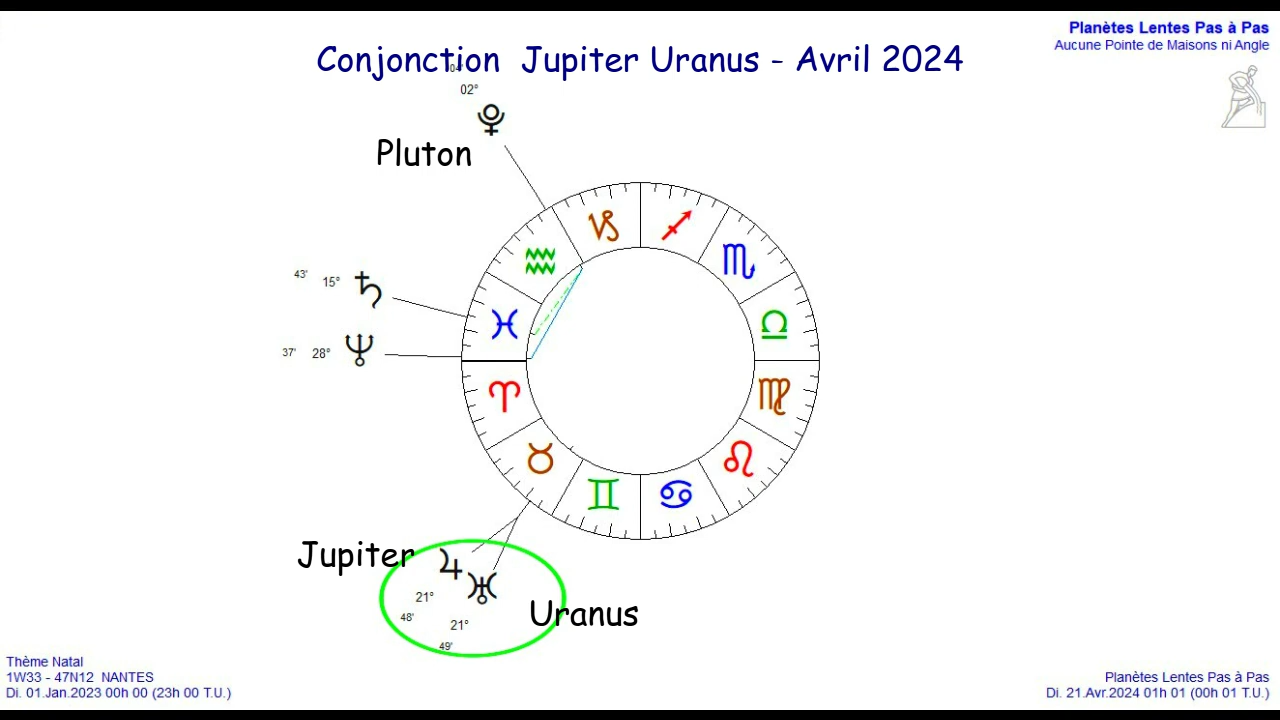 Planètes Lentes Pas à Pas
Aucune Pointe de Maisons ni Angle
Conjonction Jupiter Uranus - Avril 2024
02°
Pluton
43' 15°
37' 28°
Jupiter
21°
48'
Uranus
21°
49'
Thème Natal
1W33 - 47N12 NANTES
Di. 01.Jan.2023 00h 00 (23h 00 T.U.)
Planètes Lentes Pas à Pas
Di. 21.Avr.2024 01h 01 (00h 01 T.U.)